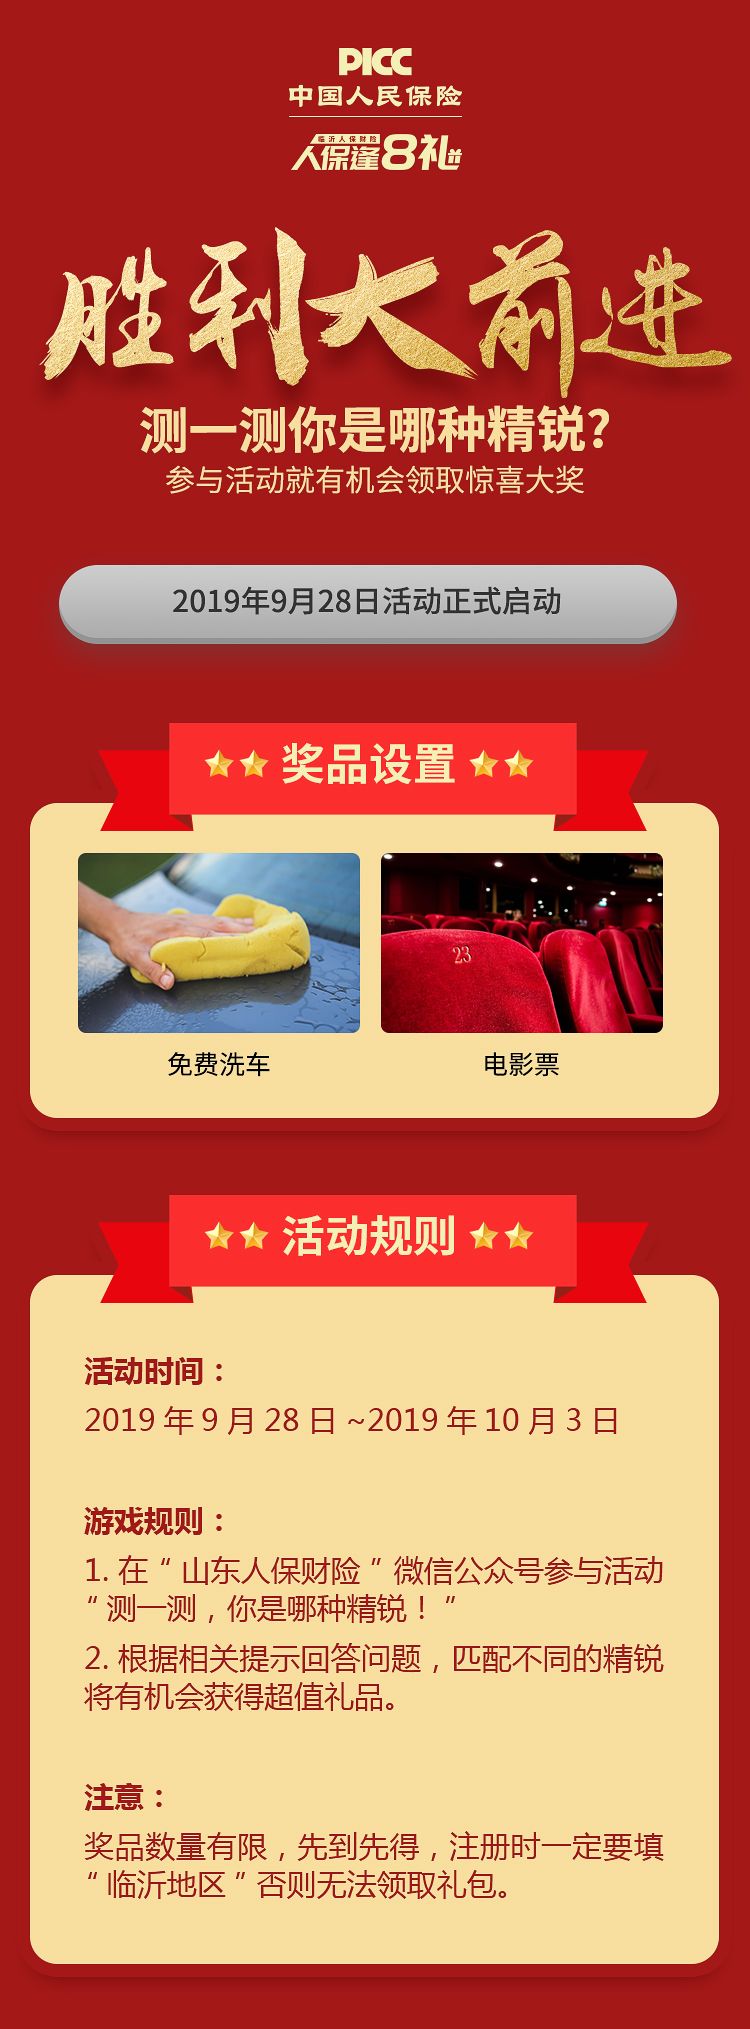 PICC
中国人民保险
临沂人保财险
人保逢8礼
胜利大前进
测一测你是哪种精锐?
参与活动就有机会领取惊喜大奖
2019年9月28日活动正式启动
奖品设置
23
免费洗车
电影票
活动规则
活动时间：
2019 年 9 月 28 日 ~2019 年 10 月 3 日
游戏规则：
1. 在 “ 山东人保财险 ” 微信公众号参与活动
“ 测一测，你是哪种精锐！ ”
2. 根据相关提示回答问题，匹配不同的精锐
将有机会获得超值礼品。
注意：
奖品数量有限，先到先得，注册时一定要填
“ 临沂地区 ” 否则无法领取礼包。